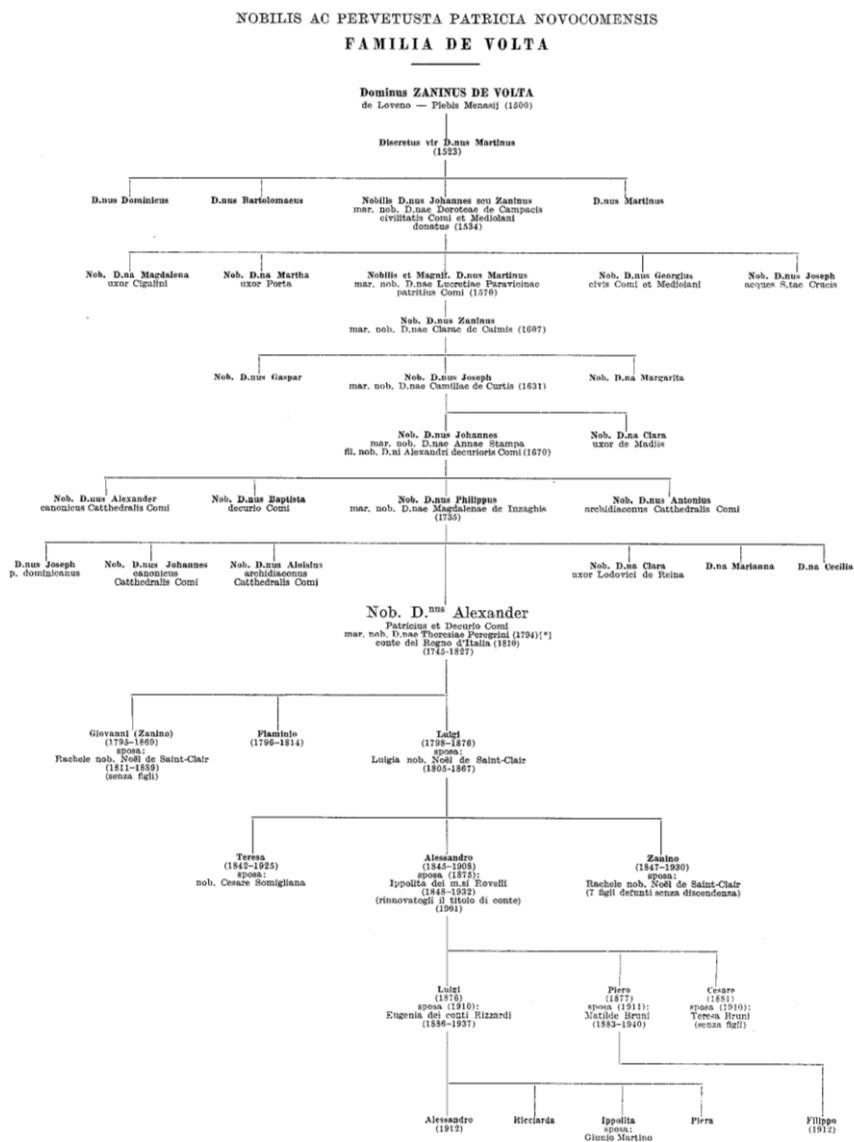 NOBILIS AC PERVETUSTA PATRICIA NOVOCOMENSIS
FAMILIA DE VOLTA
Dominus ZANINUS DE VOLTA
de Loveno — Plebis Menasij (1500)
Discretus vir D.nus Martinus
(1523)
D.nus Dominicus
D.nus Bartolomaeus
Nobilis D.nus Johannes seu Zaninus
mar. nob. D.nae Doroteae de Campacis
civilitatis Comi et Mediolani
donatus (1534)
D.nus Martinus
Nob. D.na Magdalena
uxor Cigalini
Nob. D.na Martha
uxor Porta
Nobilis et Magnif. D.nus Martinus
mar. nob. D.nae Lucretiae Paravicinae
patritius Comi (1570)
Nob. D.nus Georgius
civis Comi et Mediolani
Nob. D.nus Joseph
aeques S.tae Crucis
Nob. D.nus Zaninus
mar. nob. D.nae Clarae de Caimis (1607)
Nob. D.nus Gaspar
Nob. D.nus Joseph
mar. nob. D.nae Camillae de Curtis (1631)
Nob. D.na Margarita
Nob. D.nus Johannes
mar. nob. D.nae Annae Stampa
fil. nob. D.ni Alexandri decurioris Comi (1670)
Nob. D.na Clara
uxor de Madiis
Nob. D.nus Alexander
canonicus Catthedralis Comi
Nob. D.nus Baptista
decurio Comi
Nob. D.nus Philippus
mar. nob. D.nae Magdalenae de Inzaghis
(1735)
Nob. D.nus Antonius
archidiaconus Catthedralis Comi
D.nus Joseph
p. dominicanus
Nob. D.nus Johannes
canonicus
Catthedralis Comi
Nob. D.nus Aloisius
archidiaconus
Catthedralis Comi
Nob. D.na Clara
uxor Lodovici de Reina
D.na Marianna
D.na Cecilia
Nob. D.nus Alexander
Patricius et Decurio Comi
mar. nob. D.nae Theresiae Peregrini (1794)[*]
conte del Regno d'Italia (1810)
(1745-1827)
Giovanni (Zanino)
(1795-1869)
sposa:
Rachele nob. Noël de Saint-Clair
(1811-1889)
(senza figli)
Flaminio
(1796-1814)
Luigi
(1798-1876)
sposa:
Luigia nob. Noël de Saint-Clair
(1805-1867)
Teresa
(1842-1925)
sposa:
nob. Cesare Somigliana
Alessandro
(1845-1908)
sposa (1875):
Ippolita dei m.si Rovelli
(1848-1932)
(rinnovatogli il titolo di conte)
(1901)
Zanino
(1847-1930)
sposa:
Rachele nob. Noël de Saint-Clair
(7 figli defunti senza discendenza)
Luigi
(1876)
sposa (1910):
Eugenia dei conti Rizzardi
(1886-1937)
Piero
(1877)
sposa (1911):
Matilde Bruni
(1883-1940)
Cesare
(1881)
sposa (1910):
Teresa Bruni
(senza figli)
Alessandro
(1912)
Ricciarda
Ippolita
sposa:
Giunio Martino
Piera
Filippo
(1912)